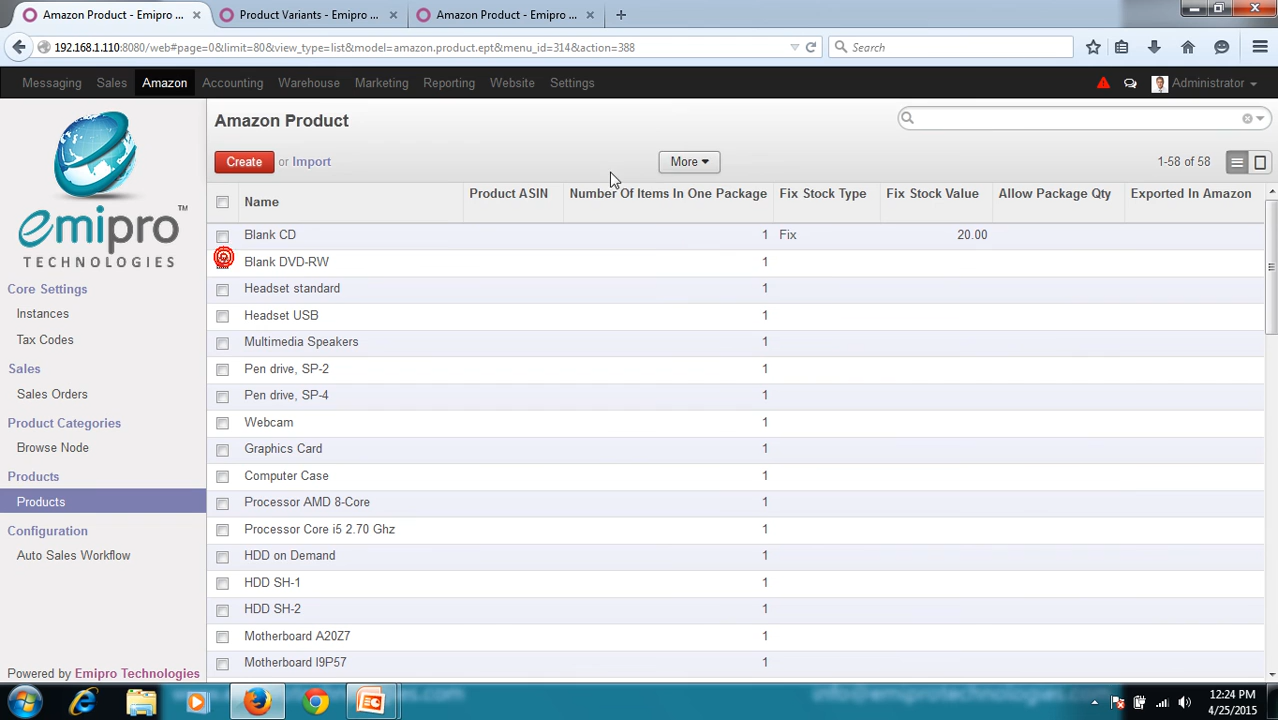 Amazon Product - Emipro ... × Product Variants - Emipro ... × Amazon Product - Emipro ... × +
192.168.1.110:8080/web#page=0&limit=80&view_type=list&model=amazon.product.ept&menu_id=314&action=388 Search
Messaging Sales Amazon Accounting Warehouse Marketing Reporting Website Settings Administrator
Amazon Product
Create or Import More 1-58 of 58
Name Product ASIN Number Of Items In One Package Fix Stock Type Fix Stock Value Allow Package Qty Exported In Amazon
Blank CD 1 Fix 20.00
Blank DVD-RW 1
Headset standard 1
Headset USB 1
Multimedia Speakers 1
Pen drive, SP-2 1
Pen drive, SP-4 1
Webcam 1
Graphics Card 1
Computer Case 1
Processor AMD 8-Core 1
Processor Core i5 2.70 Ghz 1
HDD on Demand 1
HDD SH-1 1
HDD SH-2 1
Motherboard A20Z7 1
Motherboard I9P57 1
emipro™
TECHNOLOGIES
Core Settings
Instances
Tax Codes
Sales
Sales Orders
Product Categories
Browse Node
Products
Products
Configuration
Auto Sales Workflow
Powered by Emipro Technologies
12:24 PM
4/25/2015